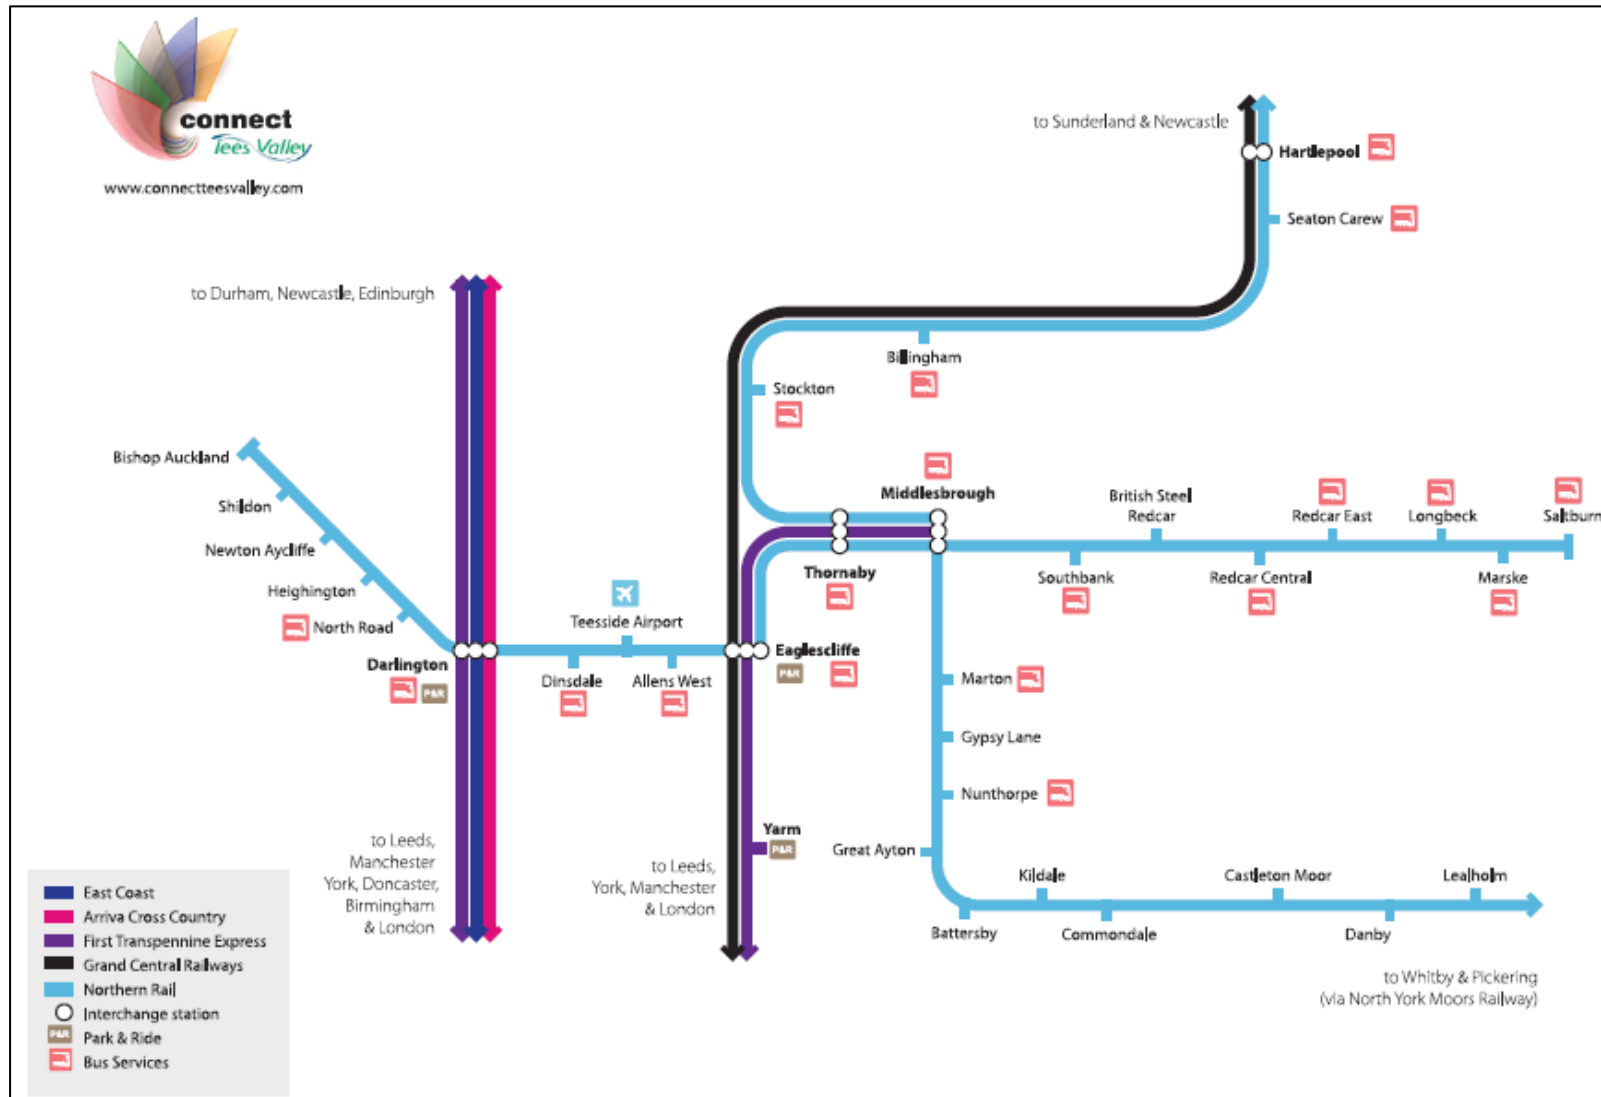 connect
Tees Valley
www.connectteesvalley.com
to Sunderland & Newcastle
Hartlepool
Seaton Carew
to Durham, Newcastle, Edinburgh
Billingham
Stockton
Bishop Auckland
Shildon
Newton Aycliffe
Heighington
North Road
Darlington
P&R
Middlesbrough
British Steel
Redcar
Redcar East
Longbeck
Saltburn
Thornaby
Southbank
Redcar Central
Marske
Teesside Airport
Dinsdale
Allens West
Eaglescliffe
P&R
Marton
Gypsy Lane
Nunthorpe
Great Ayton
Yarm
P&R
to Leeds,
Manchester
York, Doncaster,
Birmingham
& London
to Leeds,
York, Manchester
& London
Kildale
Castleton Moor
Lealholm
Battersby
Commondale
Danby
to Whitby & Pickering
(via North York Moors Railway)
East Coast
Arriva Cross Country
First Transpennine Express
Grand Central Railways
Northern Rail
Interchange station
P&R
Park & Ride
Bus Services